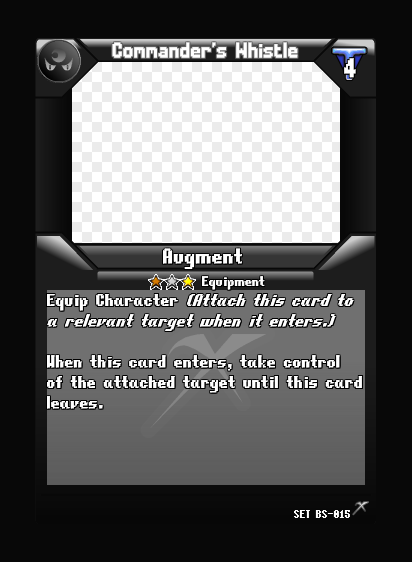 Commander's Whistle
4
Augment
Equipment
Equip Character (Attach this card to
a relevant target when it enters.)
When this card enters, take control
of the attached target until this card
leaves.
SET BS-015